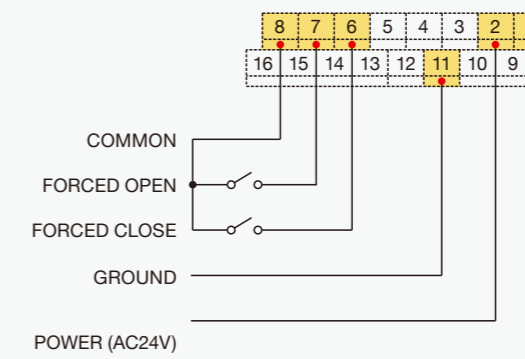 8 7 6 5 4 3 2
16 15 14 13 12 11 10 9
COMMON
FORCED OPEN
FORCED CLOSE
GROUND
POWER (AC24V)